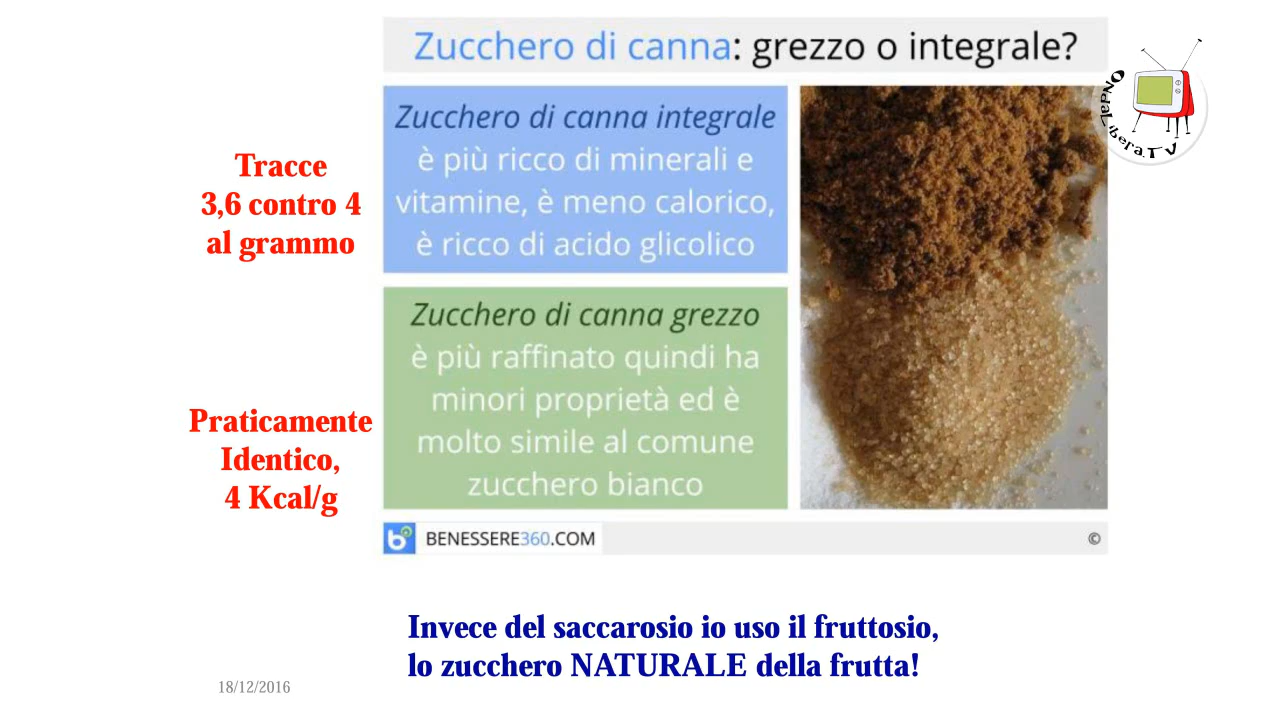 Zucchero di canna: grezzo o integrale?
OndaLibera.TV
Zucchero di canna integrale
è più ricco di minerali e
vitamine, è meno calorico,
è ricco di acido glicolico
Tracce
3,6 contro 4
al grammo
Zucchero di canna grezzo
è più raffinato quindi ha
minori proprietà ed è
molto simile al comune
zucchero bianco
Praticamente
Identico,
4 Kcal/g
b BENESSERE360.COM
©
Invece del saccarosio io uso il fruttosio,
lo zucchero NATURALE della frutta!
18/12/2016